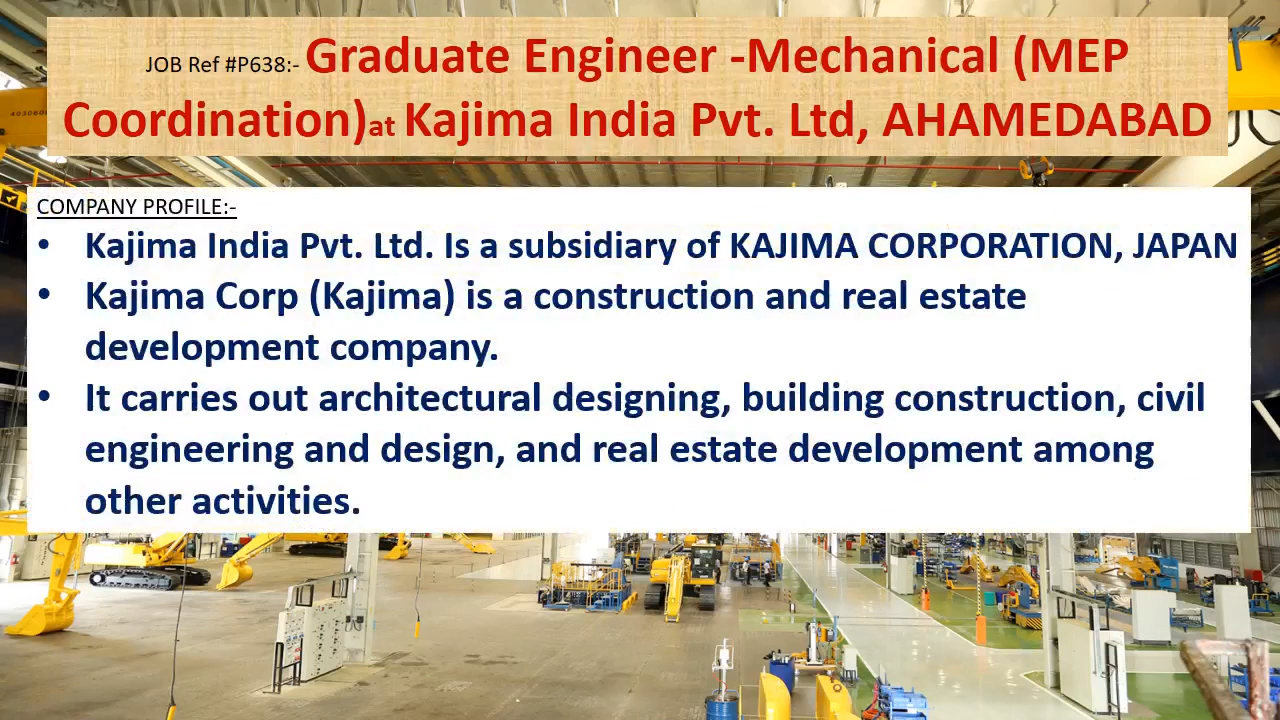 JOB Ref #P638:- Graduate Engineer -Mechanical (MEP
Coordination)at Kajima India Pvt. Ltd, AHAMEDABAD
COMPANY PROFILE:-
• Kajima India Pvt. Ltd. Is a subsidiary of KAJIMA CORPORATION, JAPAN
• Kajima Corp (Kajima) is a construction and real estate
development company.
• It carries out architectural designing, building construction, civil
engineering and design, and real estate development among
other activities.